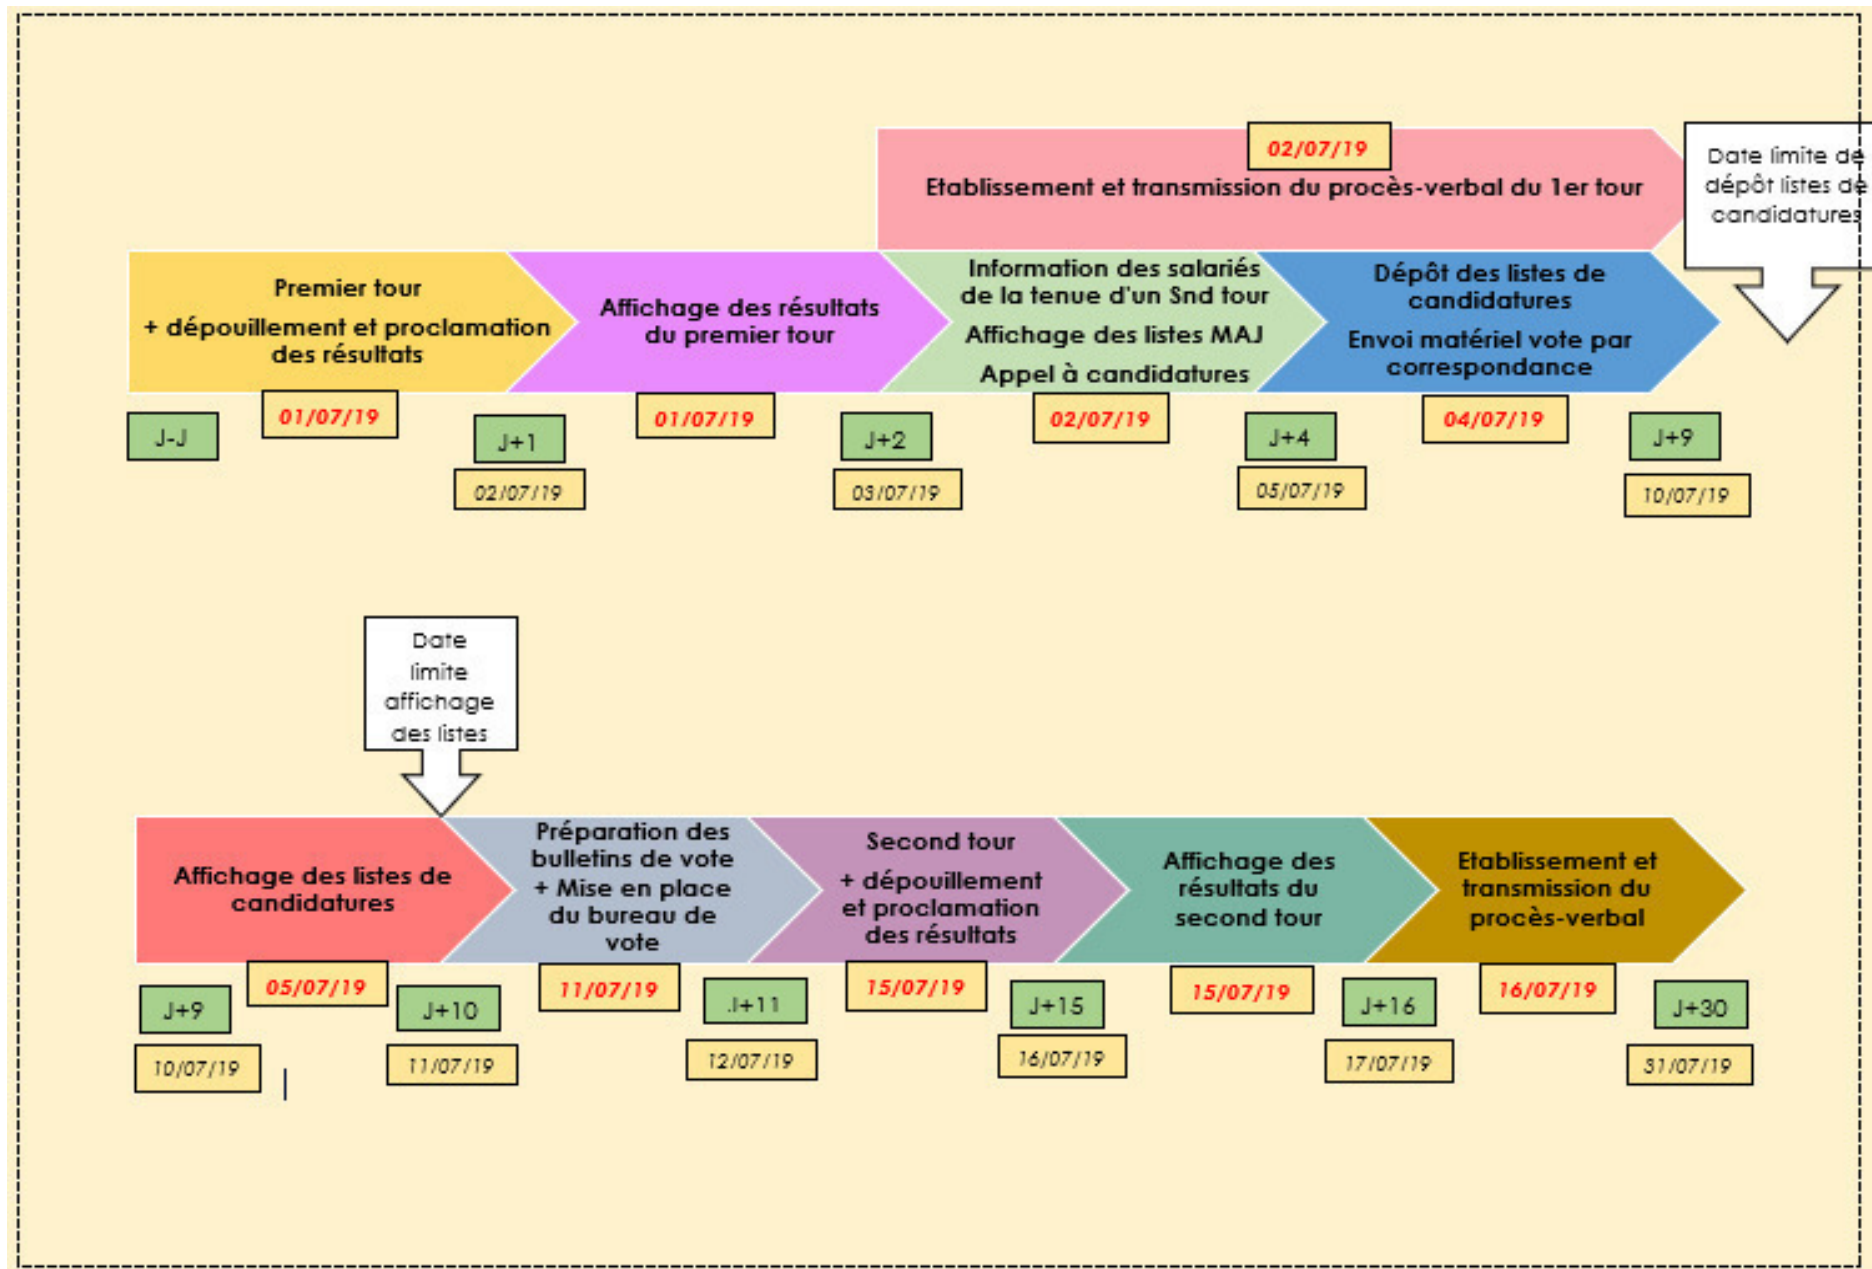 02/07/19
Etablissement et transmission du procès-verbal du 1er tour
Date limite de
dépôt listes de
candidatures
Premier tour
+ dépouillement et proclamation
des résultats
Affichage des résultats
du premier tour
Information des salariés
de la tenue d'un Snd tour
Affichage des listes MAJ
Appel à candidatures
Dépôt des listes de
candidatures
Envoi matériel vote par
correspondance
J-J
01/07/19
J+1
01/07/19
J+2
02/07/19
J+4
04/07/19
J+9
02/07/19
03/07/19
05/07/19
10/07/19
Date
limite
affichage
des listes
Affichage des listes de
candidatures
Préparation des
bulletins de vote
+ Mise en place
du bureau de
vote
Second tour
+ dépouillement
et proclamation
des résultats
Affichage des
résultats du
second tour
Etablissement et
transmission du
procès-verbal
J+9
05/07/19
J+10
11/07/19
J+11
15/07/19
J+15
15/07/19
J+16
16/07/19
J+30
10/07/19
11/07/19
12/07/19
16/07/19
17/07/19
31/07/19